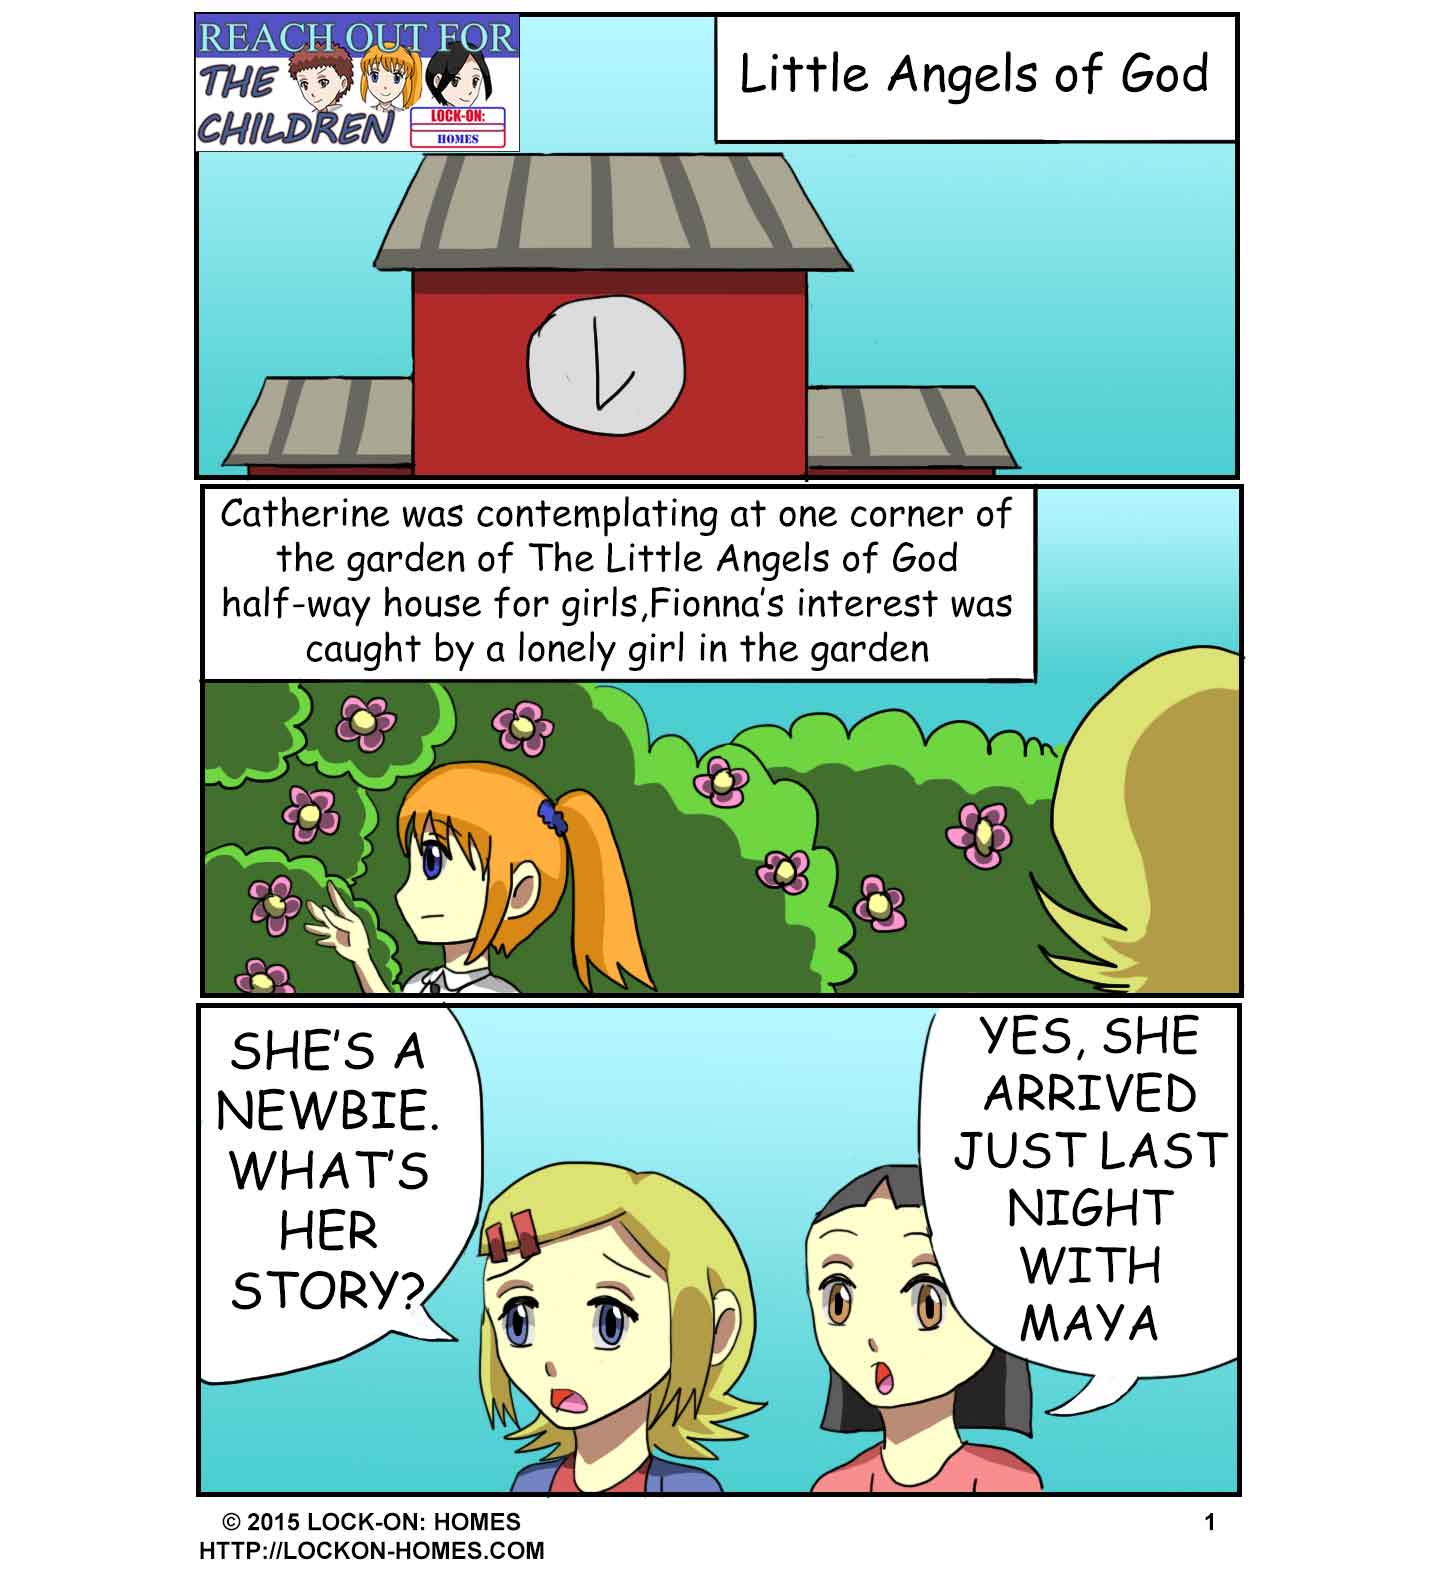 REACH OUT FOR
THE
CHILDREN
LOCK-ON:
HOMES
Little Angels of God
Catherine was contemplating at one corner of
the garden of The Little Angels of God
half-way house for girls,Fionna's interest was
caught by a lonely girl in the garden
SHE'S A
NEWBIE.
WHAT'S
HER
STORY?
YES, SHE
ARRIVED
JUST LAST
NIGHT
WITH
MAYA
© 2015 LOCK-ON: HOMES
HTTP://LOCKON-HOMES.COM
1